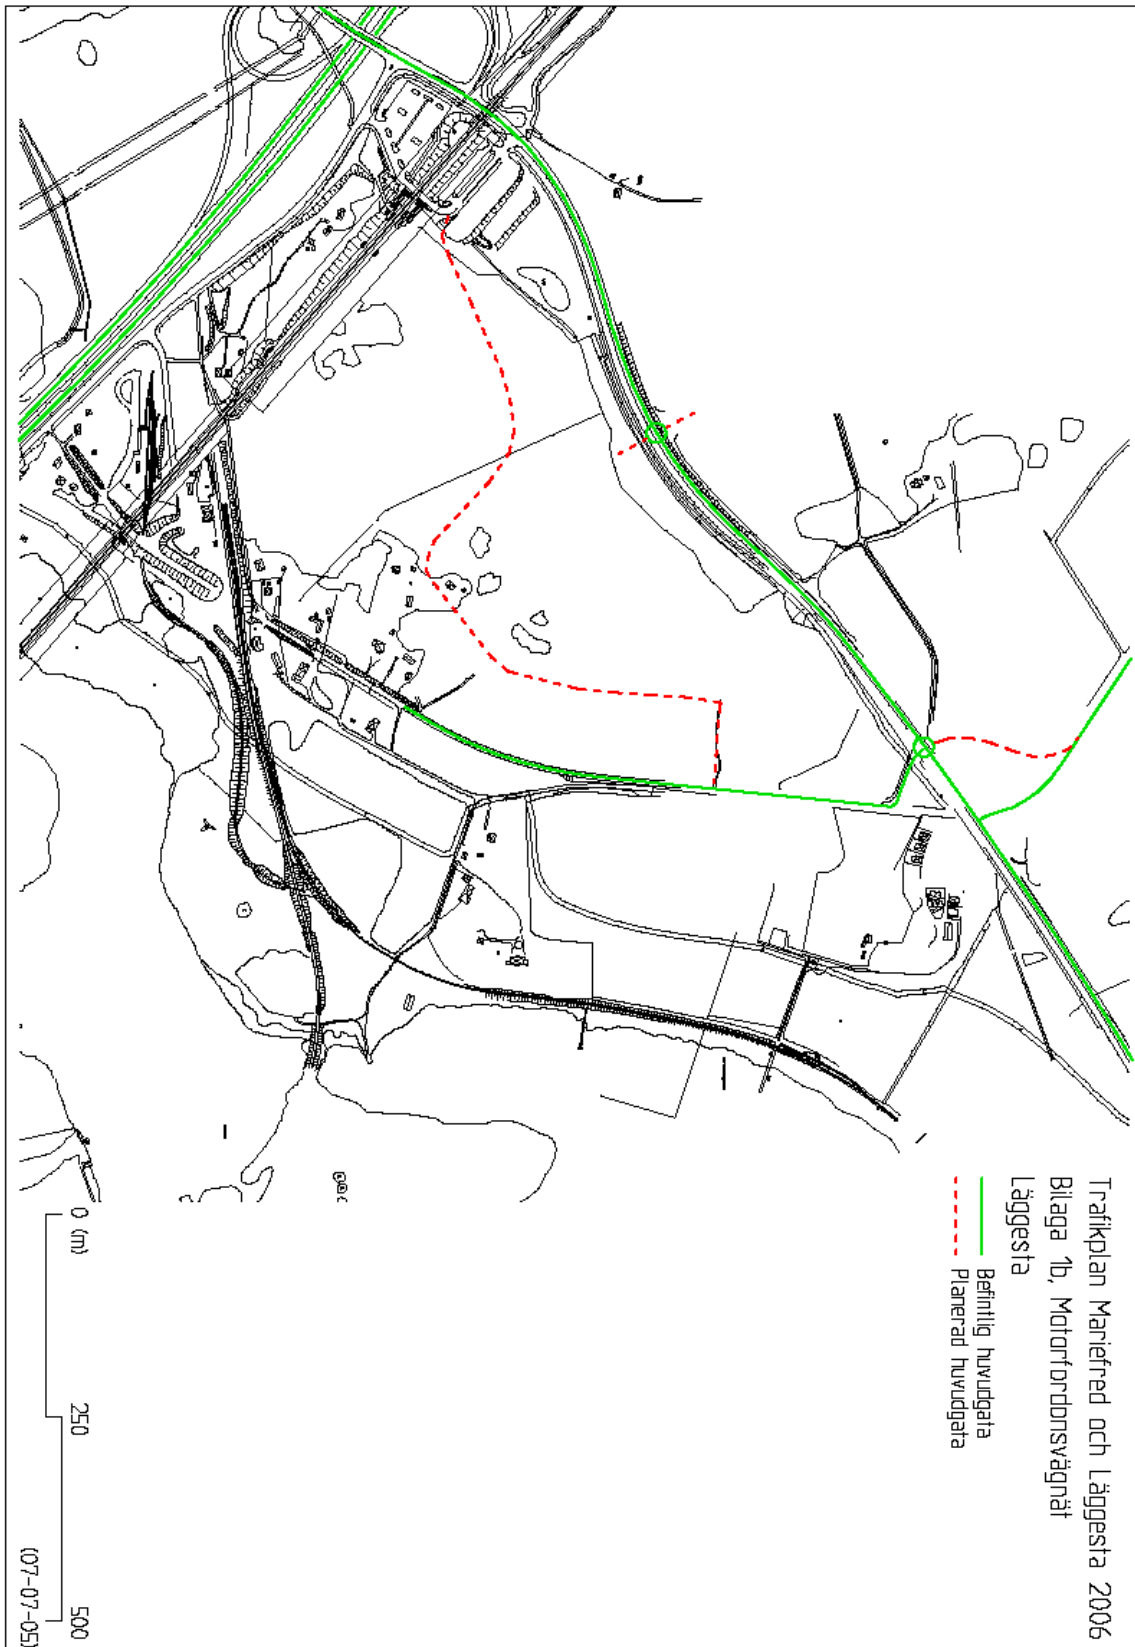 Trafikplan Mariefred och Läggesta 2006
Bilaga 1b, Motorfordonsvägnät
Läggesta
Befintlig huvudgata
Planerad huvudgata
0 (m) 250 500
(07-07-05)